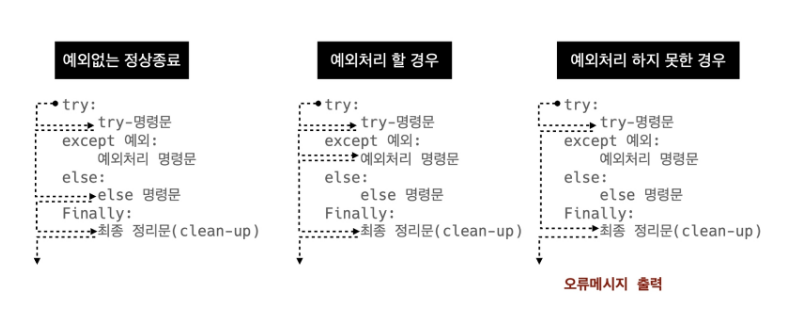 예외없는 정상종료
try:
try-명령문
except 예외:
예외처리 명령문
else:
else 명령문
Finally:
최종 정리문(clean-up)
예외처리 할 경우
try:
try-명령문
except 예외:
예외처리 명령문
else:
else 명령문
Finally:
최종 정리문(clean-up)
예외처리 하지 못한 경우
try:
try-명령문
except 예외:
예외처리 명령문
else:
else 명령문
Finally:
최종 정리문(clean-up)
오류메시지 출력